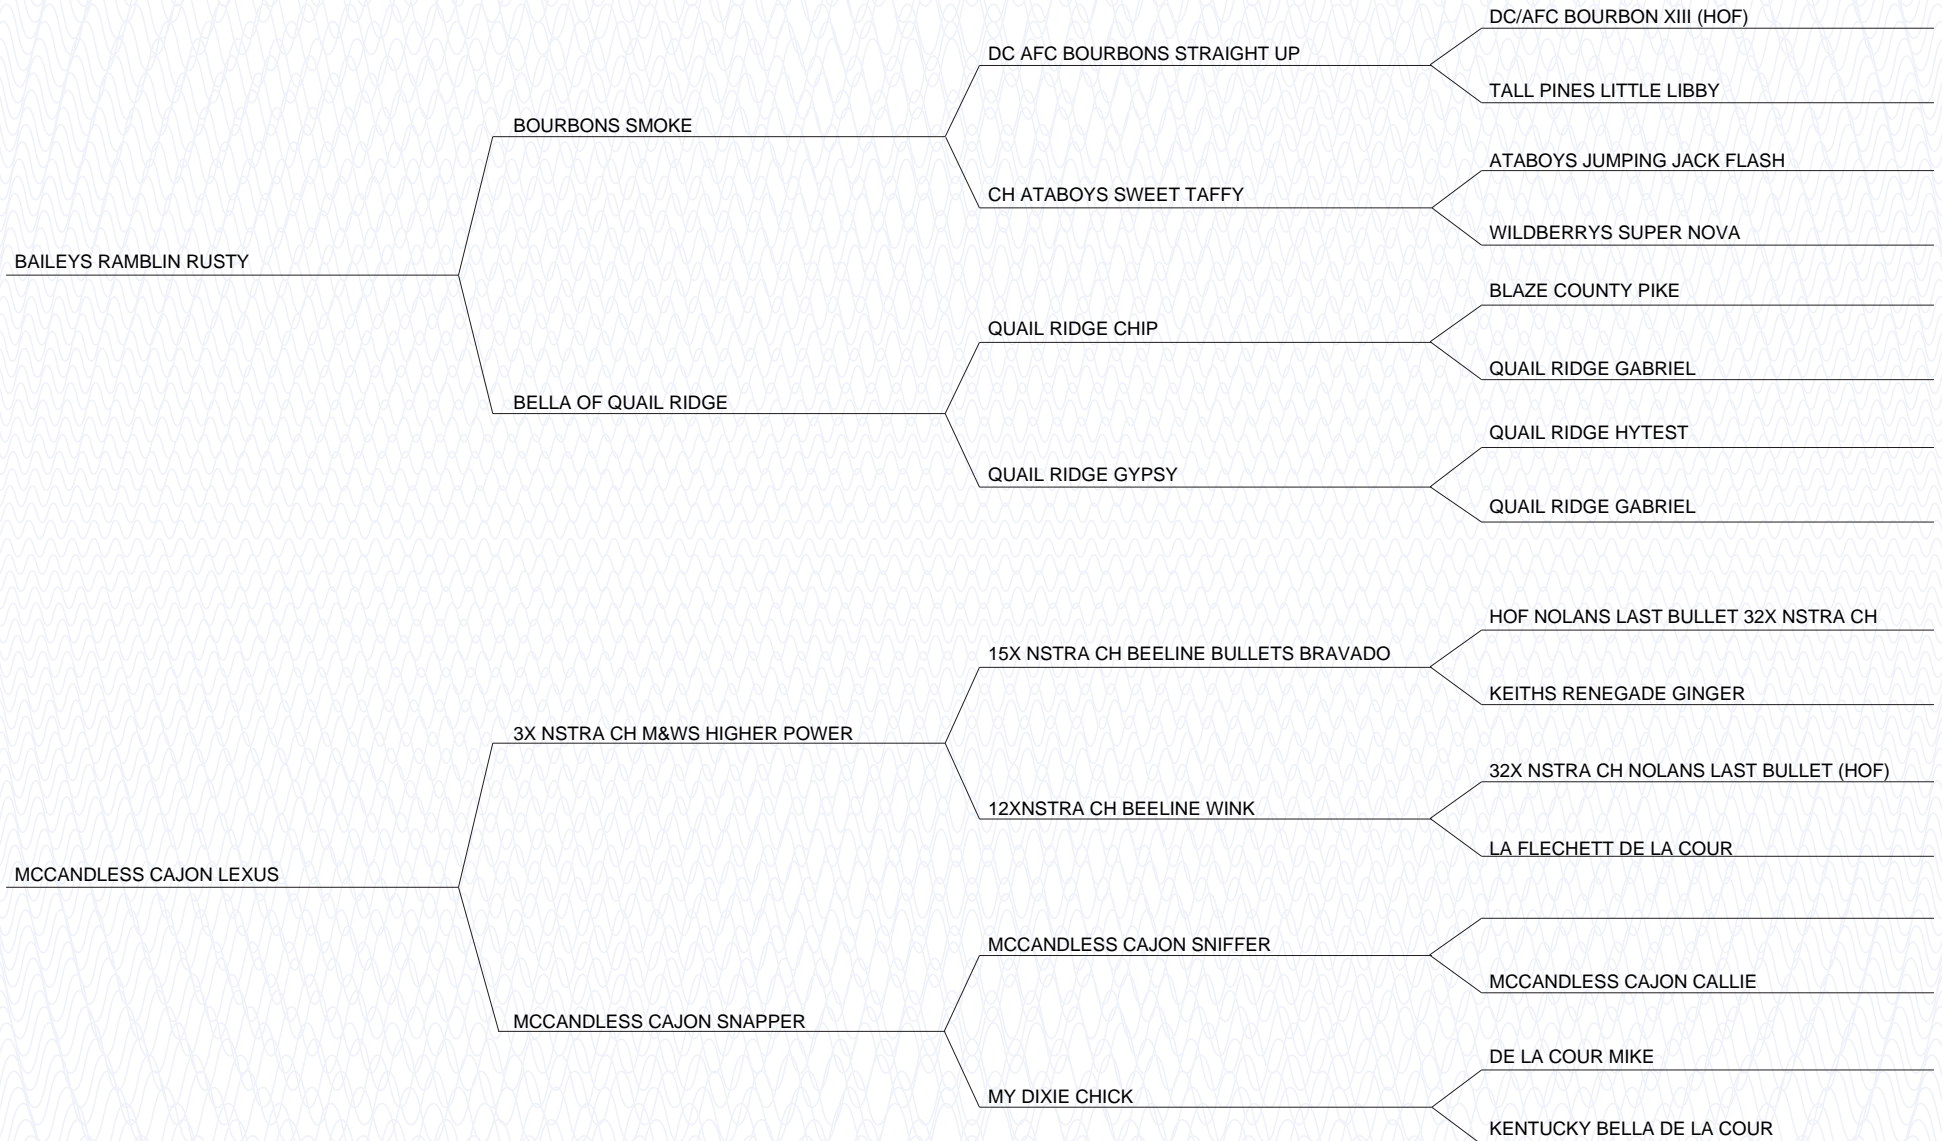 DC/AFC BOURBON XIII (HOF)
DC AFC BOURBONS STRAIGHT UP
TALL PINES LITTLE LIBBY
BOURBONS SMOKE
ATABOYS JUMPING JACK FLASH
CH ATABOYS SWEET TAFFY
WILDBERRYS SUPER NOVA
BAILEYS RAMBLIN RUSTY
BLAZE COUNTY PIKE
QUAIL RIDGE CHIP
QUAIL RIDGE GABRIEL
BELLA OF QUAIL RIDGE
QUAIL RIDGE HYTEST
QUAIL RIDGE GYPSY
QUAIL RIDGE GABRIEL
HOF NOLANS LAST BULLET 32X NSTRA CH
15X NSTRA CH BEELINE BULLETS BRAVADO
KEITHS RENEGADE GINGER
3X NSTRA CH M&WS HIGHER POWER
32X NSTRA CH NOLANS LAST BULLET (HOF)
12XNSTRA CH BEELINE WINK
LA FLECHETT DE LA COUR
MCCANDLESS CAJON LEXUS
MCCANDLESS CAJON SNIFFER
MCCANDLESS CAJON CALLIE
MCCANDLESS CAJON SNAPPER
DE LA COUR MIKE
MY DIXIE CHICK
KENTUCKY BELLA DE LA COUR